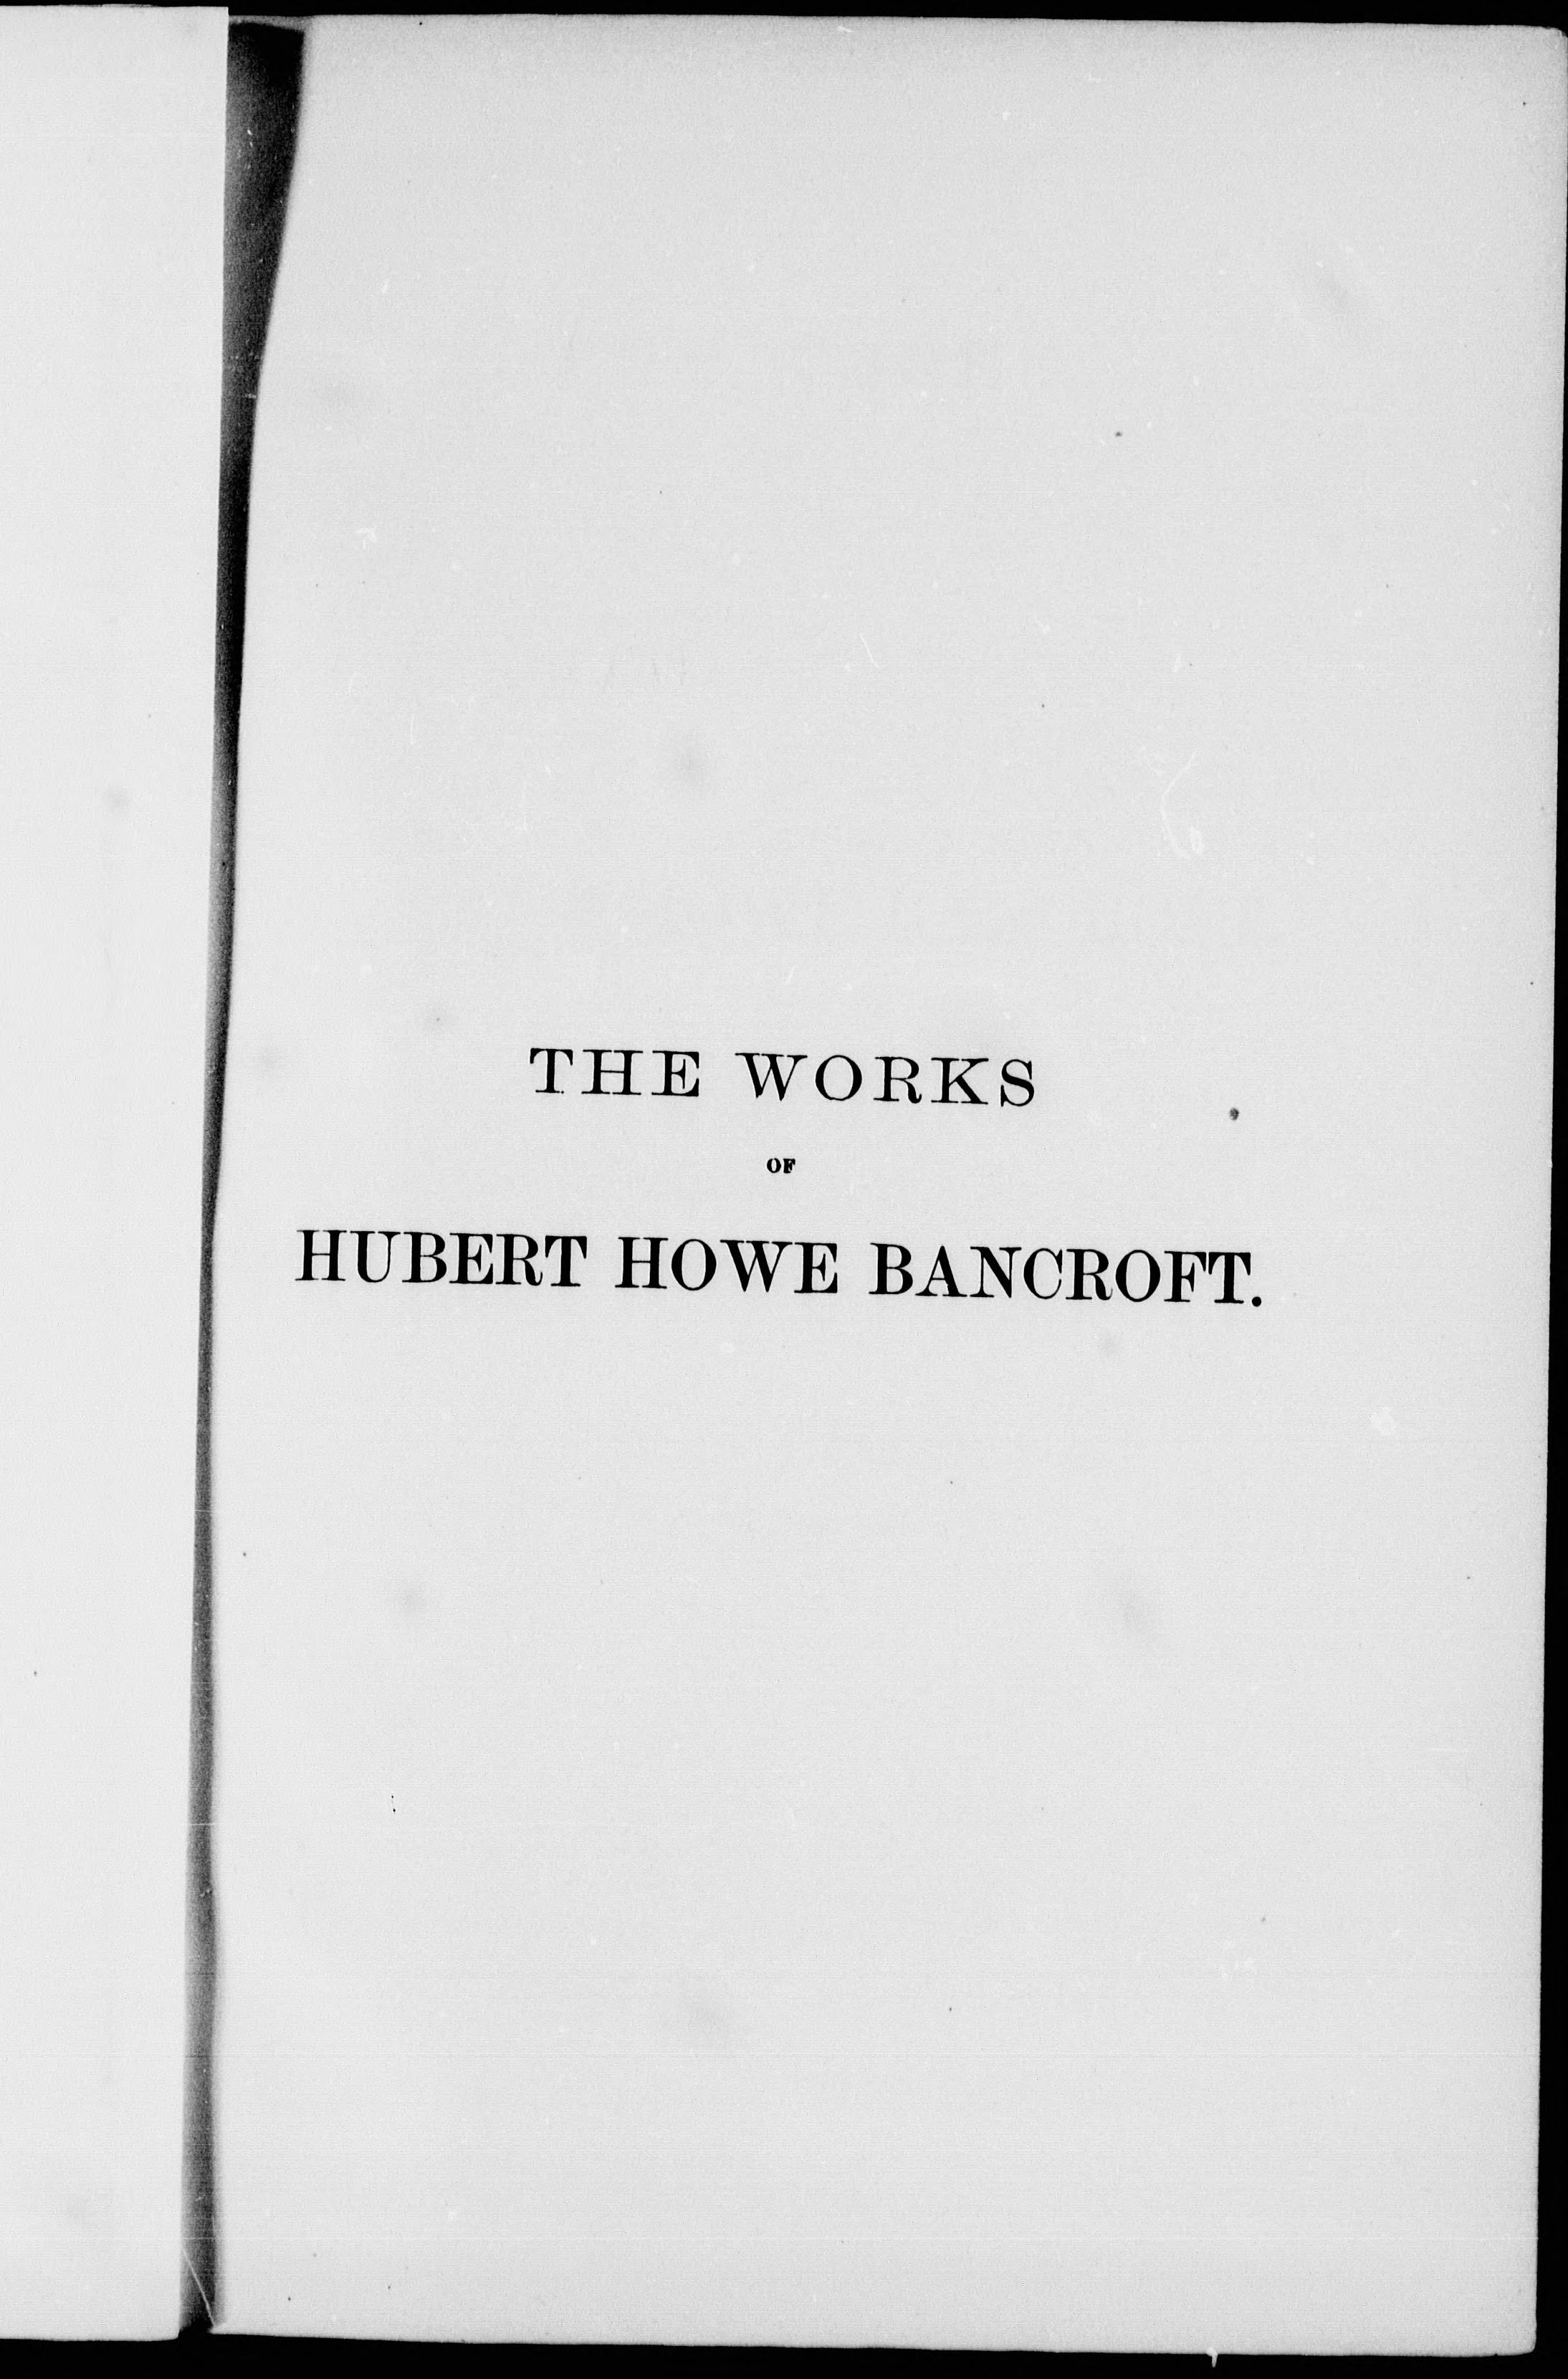 THE WORKS
OF
HUBERT HOWE BANCROFT.